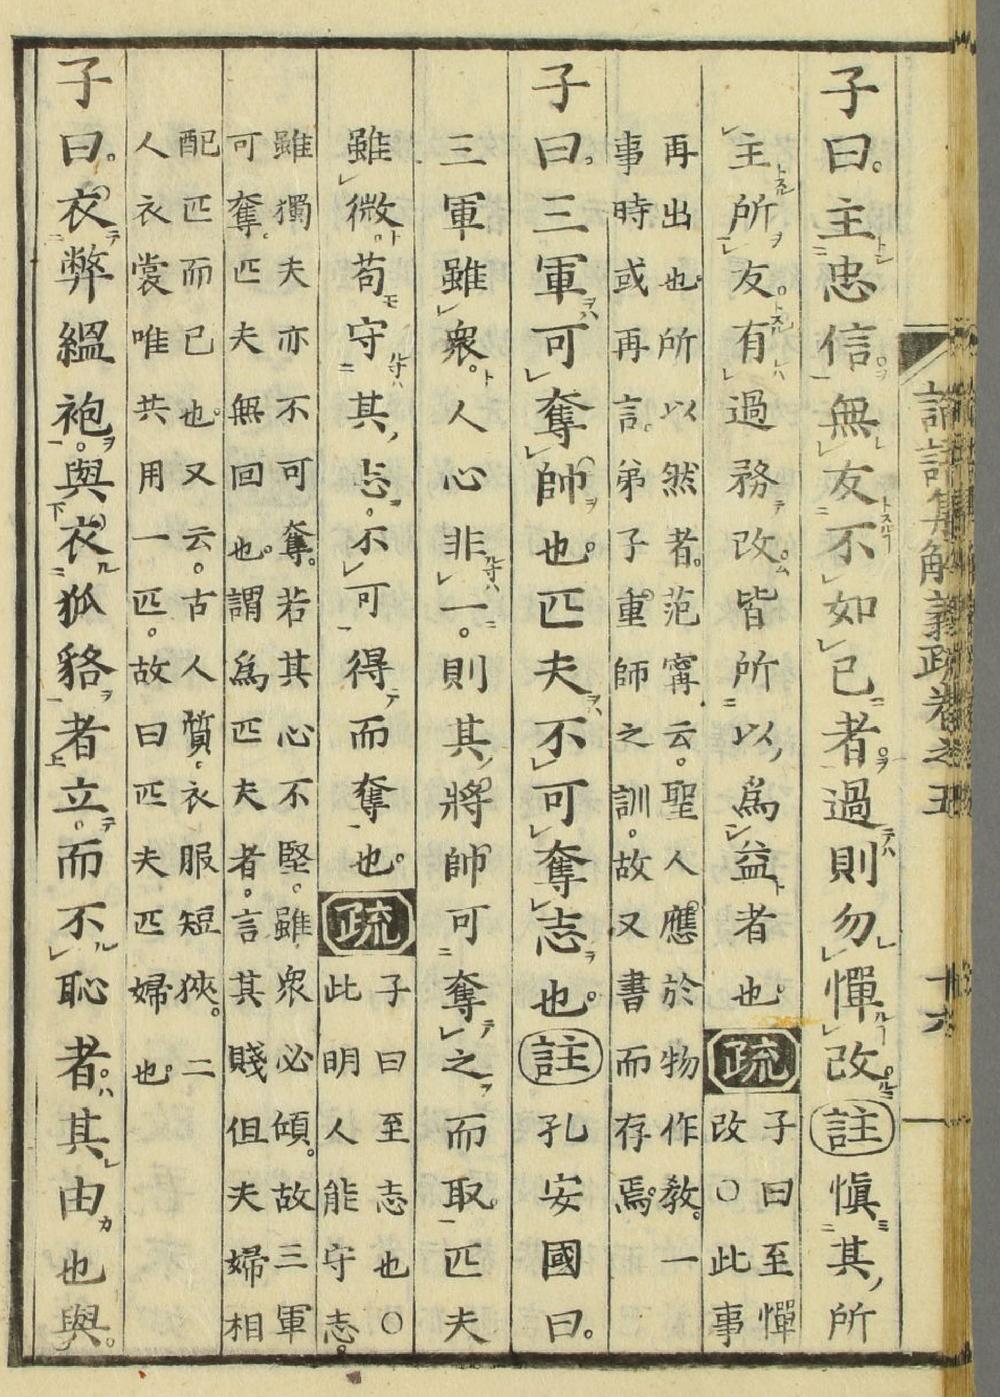 論語集解義疏卷之五　十六
子曰。主忠信。無友不如己者。過則勿憚改。註愼其所
主所友。有過務改。皆所以爲益者也。疏子曰至憚
改○此事
再出也。所以然者。范寗云。聖人應於物作敎。一
事時或再言。弟子重師之訓。故又書而存焉。
子曰。三軍可奪帥也。匹夫不可奪志也。註孔安國曰。
三軍雖衆。人心非一。則其將帥可奪之而取。匹夫
雖微。苟守其志。不可得而奪也。疏子曰至志也○
此明人能守志。
雖獨夫亦不可奪。若其心不堅。雖衆必傾。故三軍
可奪。匹夫無回也。謂爲匹夫者。言其賤但夫婦相
配匹而已也。又云。古人質。衣服短狹。二
人衣裳唯共用一匹。故曰匹夫匹婦也。
子曰。衣弊縕袍。與衣狐貉者立。而不恥者。其由也與。